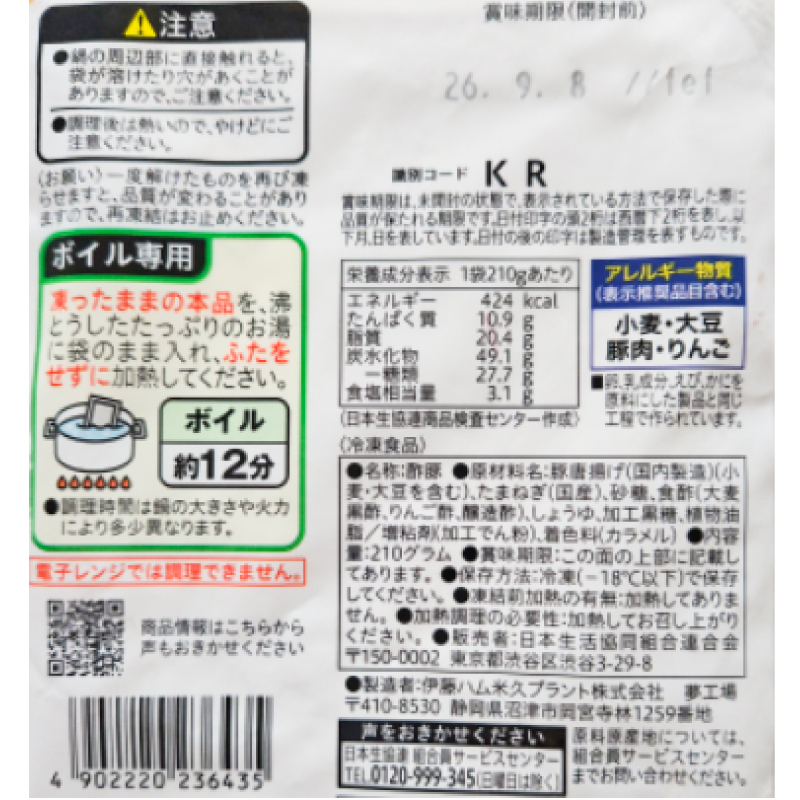 ⚠注意
●鍋の周辺部に直接触れると、
袋が溶けたり穴があくことが
ありますので、ご注意ください。
●調理後は熱いので、やけどにご
注意ください。
〈お願い〉一度解けたものを再び凍
らせますと、品質が変わることがあり
ますので、再凍結はお止めください。
ボイル専用
凍ったままの本品を、沸
とうしたたっぷりのお湯
に袋のまま入れ、ふたを
せずに加熱してください。
ボイル
約12分
●調理時間は鍋の大きさや火力
により多少異なります。
電子レンジでは調理できません。
商品情報はこちらから
声もおきかせください
4 902220 236435
賞味期限(開封前)
26. 9. 8
識別コード KR
賞味期限は、未開封の状態で、表示されている方法で保存した際に
品質が保たれる期限です。日付印字の頭2桁は西暦下2桁を表し、以
下月、日を表しています。日付の後の印字は製造管理を表すものです。
栄養成分表示 1袋210gあたり
エネルギー 424 kcal
たんぱく質 10.9 g
脂質 20.4 g
炭水化物 49.1 g
―糖類 27.7 g
食塩相当量 3.1 g
(日本生協連商品検査センター作成)
アレルギー物質
(表示推奨品目含む)
小麦・大豆
豚肉・りんご
■卵、乳成分、えび、かにを
原料にした製品と同じ
工程で作られています。
〈冷凍食品〉
●名称:酢豚 ●原材料名:豚唐揚げ(国内製造)(小
麦・大豆を含む)、たまねぎ(国産)、砂糖、食酢(大麦
黒酢、りんご酢、醸造酢)、しょうゆ、加工黒糖、植物油
脂/増粘剤(加工でん粉)、着色料(カラメル) ●内容
量:210グラム ●賞味期限:この面の上部に記載し
てあります。 ●保存方法:冷凍(-18℃以下)で保存
してください。 ●凍結前加熱の有無:加熱してありま
せん。 ●加熱調理の必要性:加熱してお召し上がり
ください。 ●販売者:日本生活協同組合連合会
〒150-0002 東京都渋谷区渋谷3-29-8
●製造者:伊藤ハム米久プラント株式会社 夢工場
〒410-8530 静岡県沼津市岡宮寺林1259番地
声をおきかせください
日本生協連 組合員サービスセンター
TEL0120-999-345(日曜日は除く)
原料原産地については、
組合員サービスセンター
までお問い合わせください。